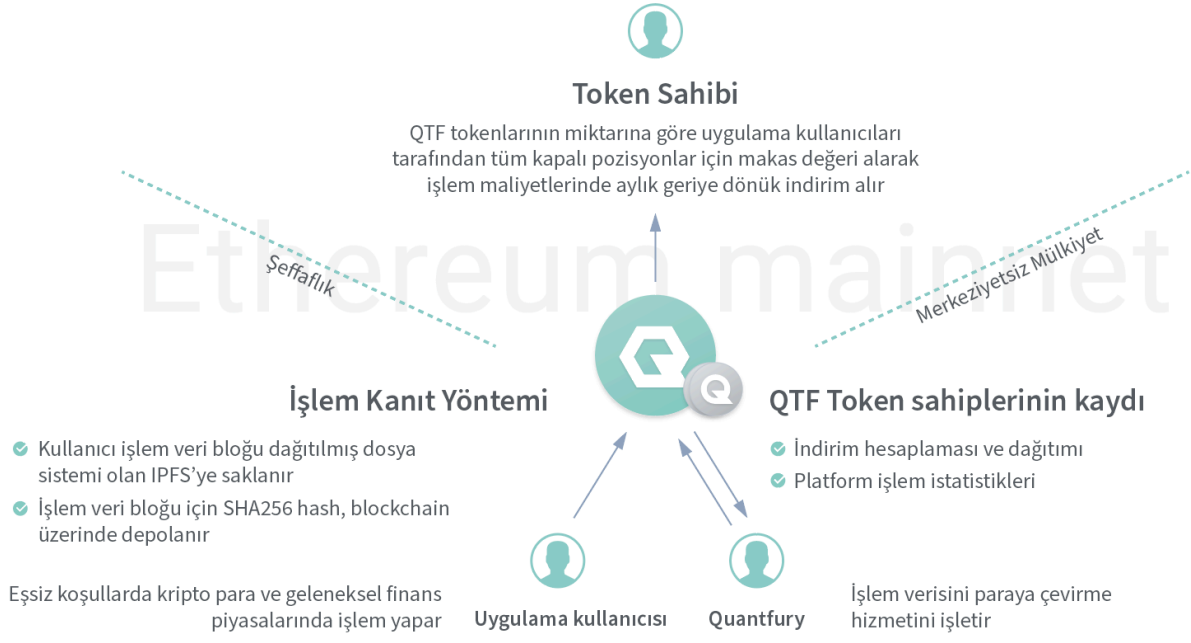 Token Sahibi
QTF tokenlarının miktarına göre uygulama kullanıcıları
tarafından tüm kapalı pozisyonlar için makas değeri alarak
işlem maliyetlerinde aylık geriye dönük indirim alır
Ethereum mainnet
Şeffaflık
Merkeziyetsiz Mülkiyet
İşlem Kanıt Yöntemi
Kullanıcı işlem veri bloğu dağıtılmış dosya
sistemi olan IPFS’ye saklanır
İşlem veri bloğu için SHA256 hash, blockchain
üzerinde depolanır
QTF Token sahiplerinin kaydı
İndirim hesaplaması ve dağıtımı
Platform işlem istatistikleri
Eşsiz koşullarda kripto para ve geleneksel finans
piyasalarında işlem yapar
Uygulama kullanıcısı
Quantfury
İşlem verisini paraya çevirme
hizmetini işletir